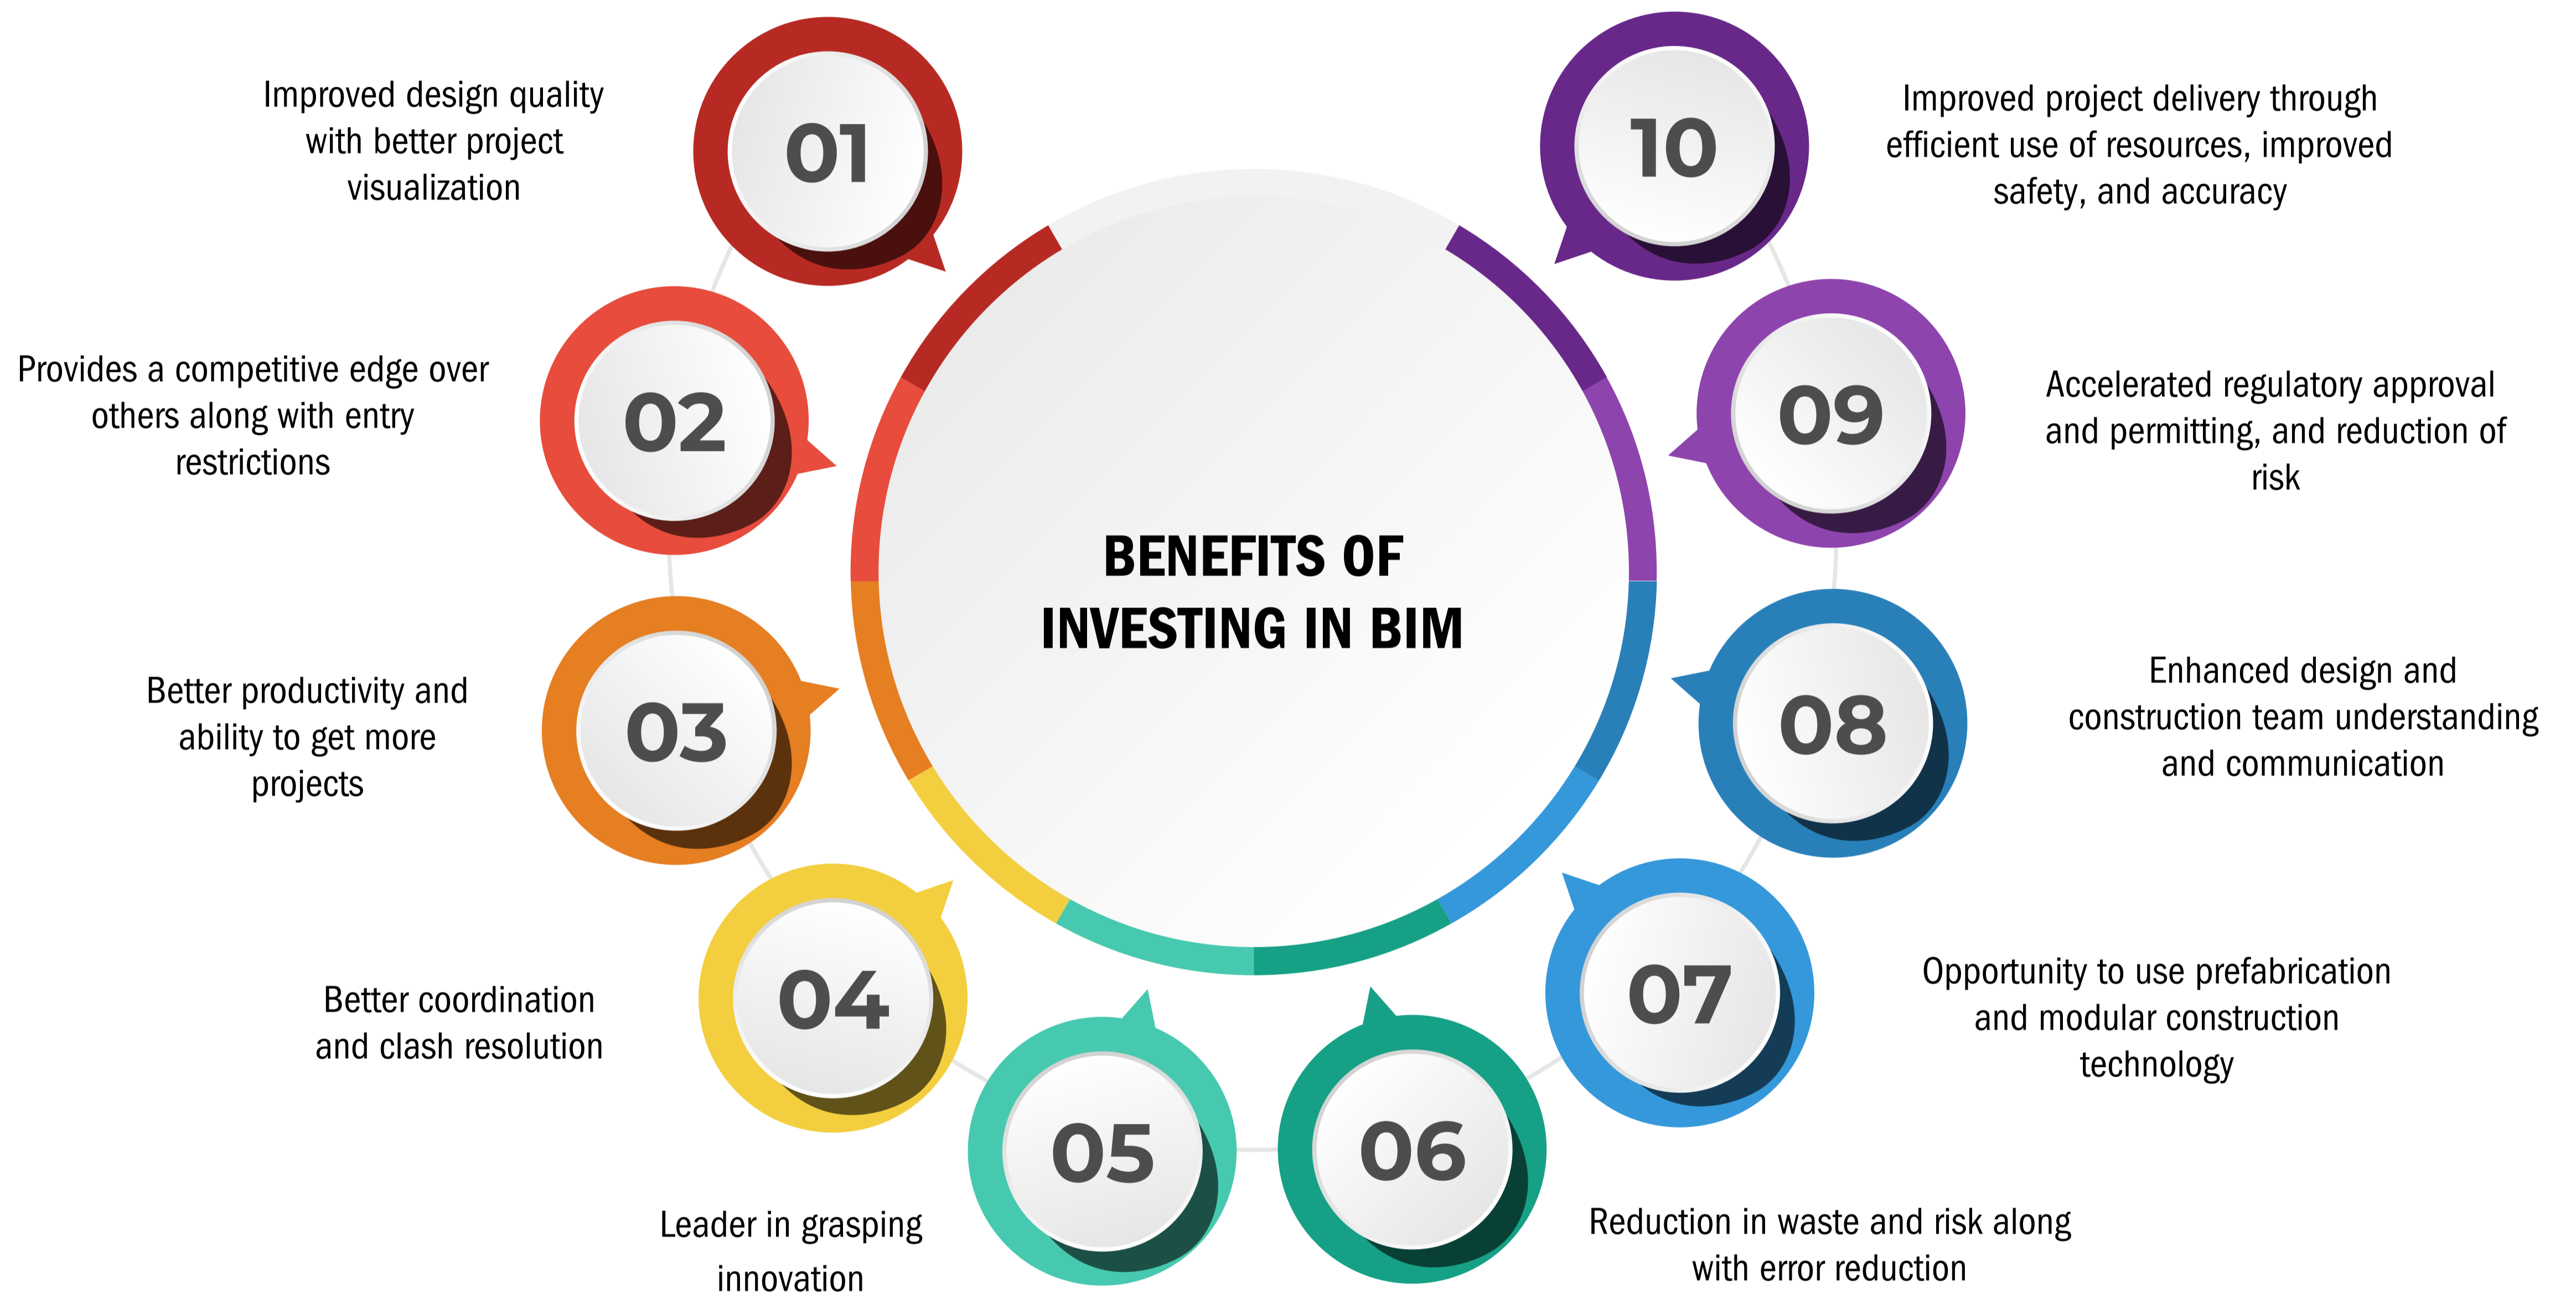 BENEFITS OF
INVESTING IN BIM
01
Improved design quality
with better project
visualization
02
Provides a competitive edge over
others along with entry
restrictions
03
Better productivity and
ability to get more
projects
04
Better coordination
and clash resolution
05
Leader in grasping
innovation
06
Reduction in waste and risk along
with error reduction
07
Opportunity to use prefabrication
and modular construction
technology
08
Enhanced design and
construction team understanding
and communication
09
Accelerated regulatory approval
and permitting, and reduction of
risk
10
Improved project delivery through
efficient use of resources, improved
safety, and accuracy